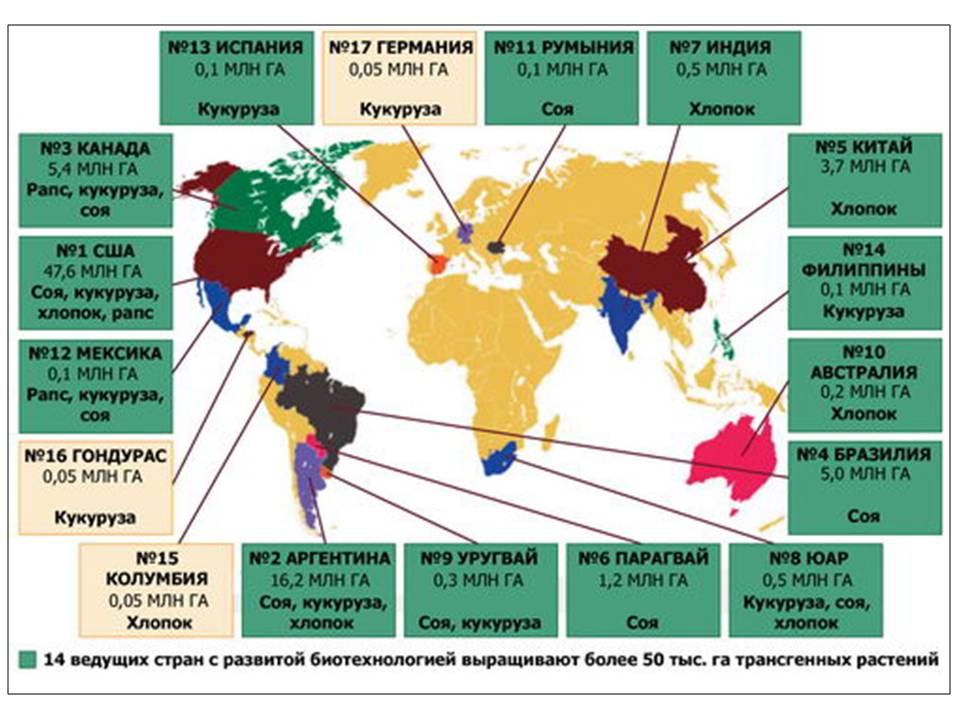 №13 ИСПАНИЯ
0,1 МЛН ГА
Кукуруза
№17 ГЕРМАНИЯ
0,05 МЛН ГА
Кукуруза
№11 РУМЫНИЯ
0,1 МЛН ГА
Соя
№7 ИНДИЯ
0,5 МЛН ГА
Хлопок
№3 КАНАДА
5,4 МЛН ГА
Рапс, кукуруза,
соя
№5 КИТАЙ
3,7 МЛН ГА
Хлопок
№1 США
47,6 МЛН ГА
Соя, кукуруза,
хлопок, рапс
№14
ФИЛИППИНЫ
0,1 МЛН ГА
Кукуруза
№12 МЕКСИКА
0,1 МЛН ГА
Рапс, кукуруза,
соя
№10
АВСТРАЛИЯ
0,2 МЛН ГА
Хлопок
№16 ГОНДУРАС
0,05 МЛН ГА
Кукуруза
№4 БРАЗИЛИЯ
5,0 МЛН ГА
Соя
№15
КОЛУМБИЯ
0,05 МЛН ГА
Хлопок
№2 АРГЕНТИНА
16,2 МЛН ГА
Соя, кукуруза,
хлопок
№9 УРУГВАЙ
0,3 МЛН ГА
Соя, кукуруза
№6 ПАРАГВАЙ
1,2 МЛН ГА
Соя
№8 ЮАР
0,5 МЛН ГА
Кукуруза, соя,
хлопок
14 ведущих стран с развитой биотехнологией выращивают более 50 тыс. га трансгенных растений